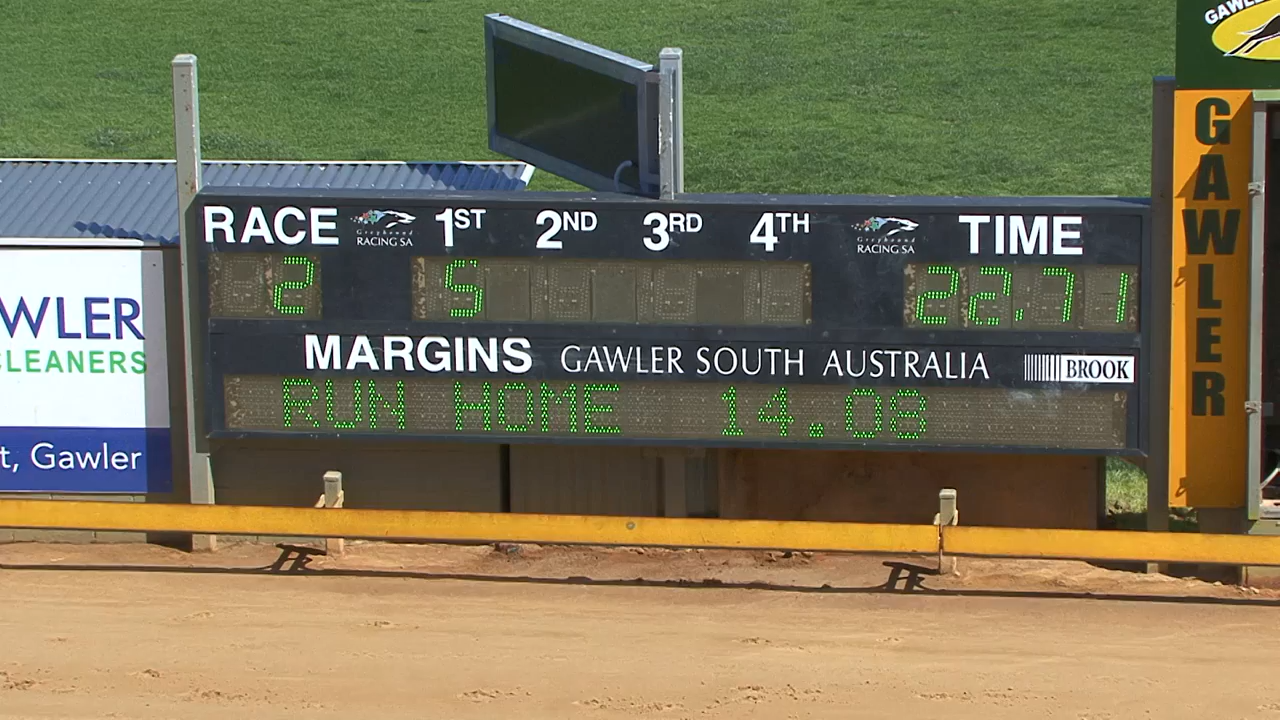 GAWLER
RACE Greyhound RACING SA 1ST 2ND 3RD 4TH Greyhound RACING SA TIME
2 5 22.71
MARGINS GAWLER SOUTH AUSTRALIA BROOK
RUN HOME 14.08
WLER
CLEANERS
t, Gawler
GAWLER